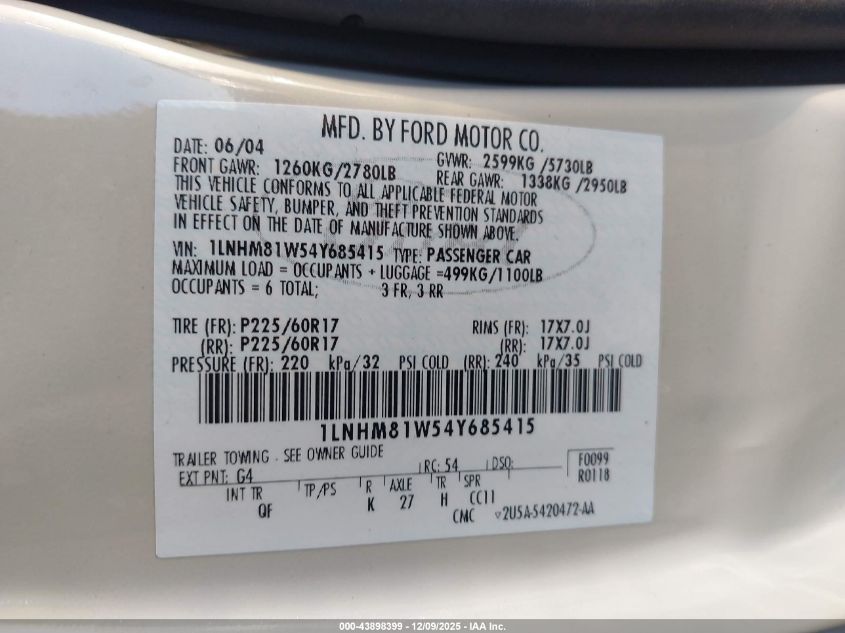 MFD. BY FORD MOTOR CO.
DATE: 06/04 GVWR: 2599KG /5730LB
FRONT GAWR: 1260KG/2780LB REAR GAWR: 1338KG /2950LB
THIS VEHICLE CONFORMS TO ALL APPLICABLE FEDERAL MOTOR
VEHICLE SAFETY, BUMPER, AND THEFT PREVENTION STANDARDS
IN EFFECT ON THE DATE OF MANUFACTURE SHOWN ABOVE.
VIN: 1LNHM81W54Y685415 TYPE: PASSENGER CAR
MAXIMUM LOAD = OCCUPANTS + LUGGAGE =499KG/1100LB
OCCUPANTS = 6 TOTAL; 3 FR, 3 RR
TIRE (FR): P225/60R17 RIMS (FR): 17X7.0J
(RR): P225/60R17 (RR): 17X7.0J
PRESSURE (FR): 220 kPa/32 PSI COLD (RR): 240 kPa/35 PSI COLD
1LNHM81W54Y685415
TRAILER TOWING - SEE OWNER GUIDE
EXT PNT: G4 RC: 54 DSO: F0099
R0118
INT TR TP/PS R AXLE TR SPR
QF K 27 H CC11
CMC ▿2U5A-5420472-AA
000-43898399 - 12/09/2025 - IAA Inc.